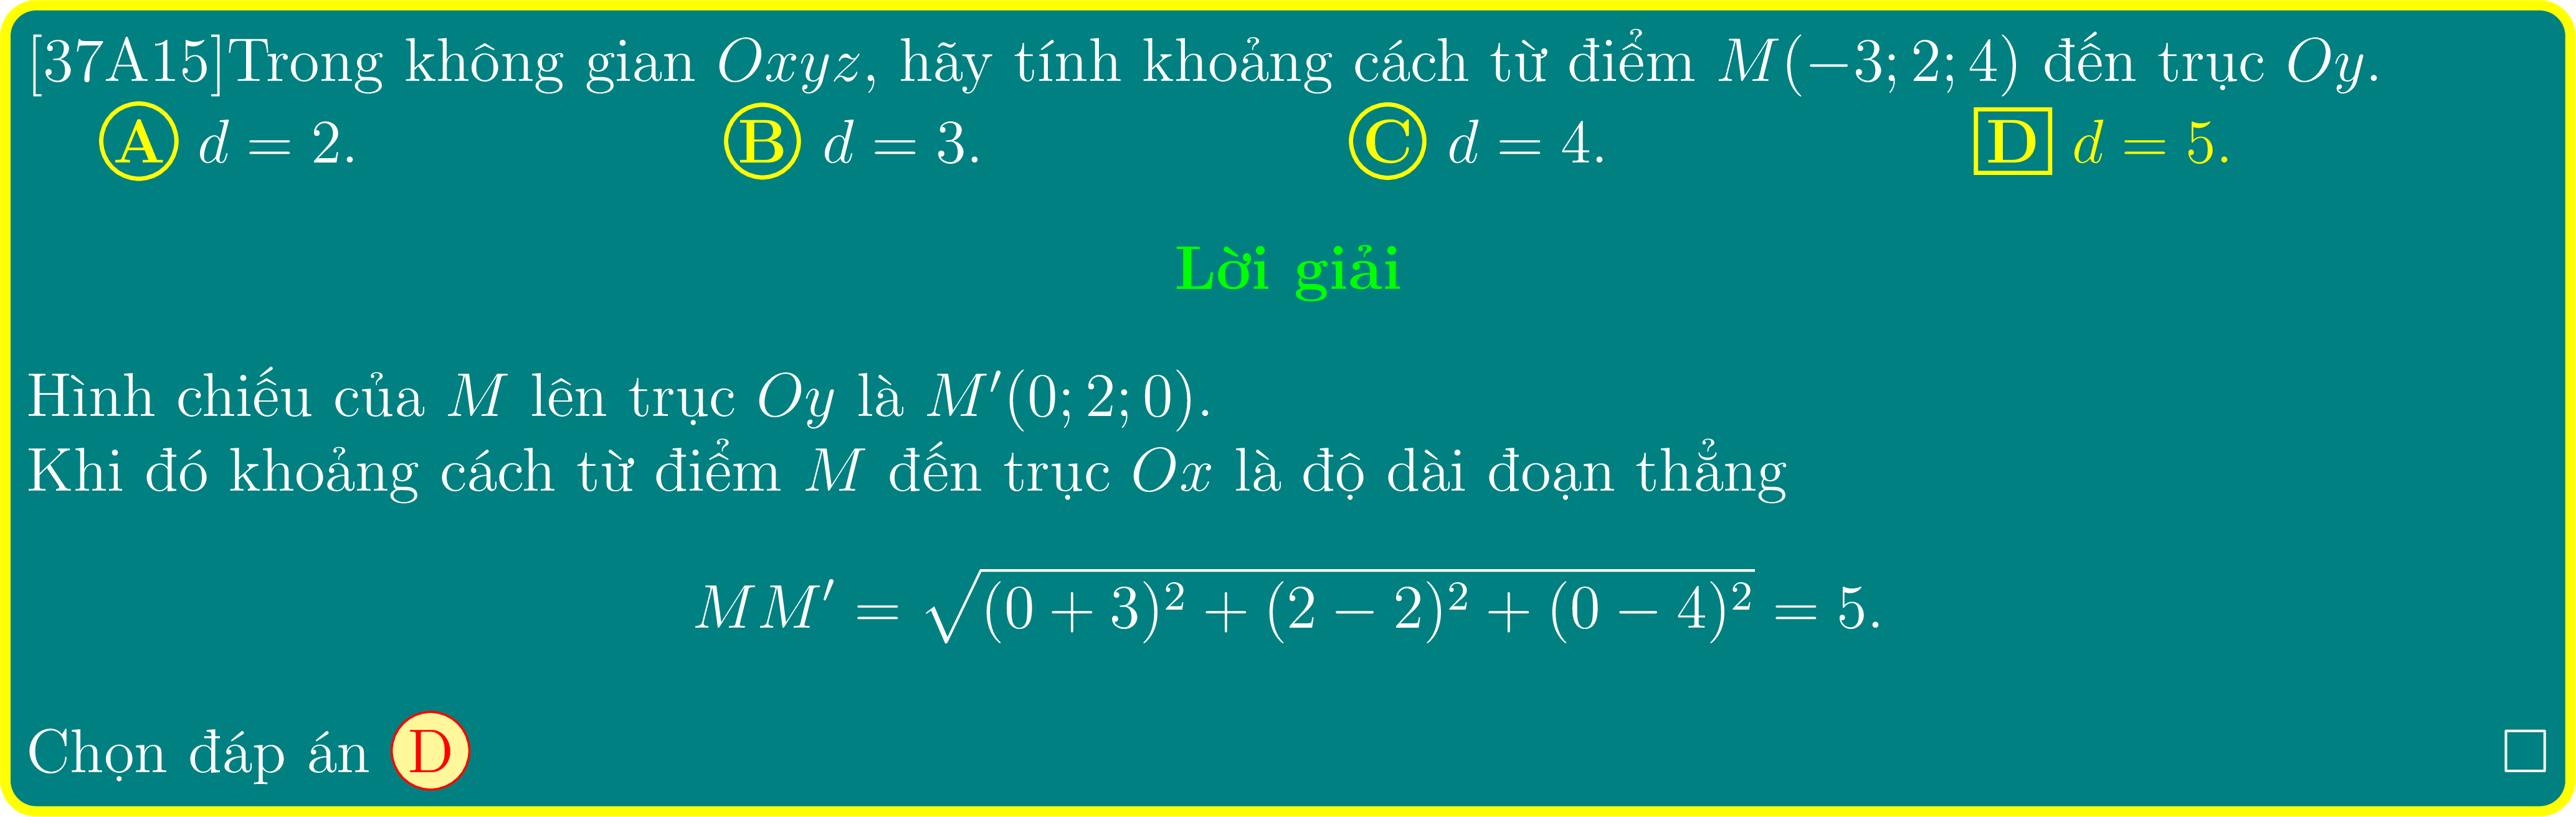 [37A15]Trong không gian Oxyz, hãy tính khoảng cách từ điểm M(−3; 2; 4) đến trục Oy.
A d = 2. B d = 3. C d = 4. D d = 5.
Lời giải
Hình chiếu của M lên trục Oy là M′(0; 2; 0).
Khi đó khoảng cách từ điểm M đến trục Ox là độ dài đoạn thẳng
MM′ = √((0 + 3)² + (2 − 2)² + (0 − 4)²) = 5.
Chọn đáp án D □